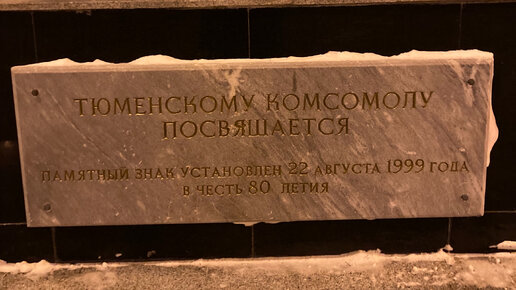 ТЮМЕНСКОМУ КОМСОМОЛУ
ПОСВЯЩАЕТСЯ
ПАМЯТНЫЙ ЗНАК УСТАНОВЛЕН 22 АВГУСТА 1999 ГОДА
В ЧЕСТЬ 80 ЛЕТИЯ